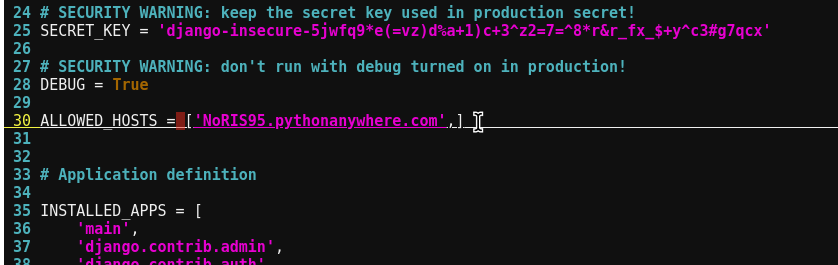 24 # SECURITY WARNING: keep the secret key used in production secret!
25 SECRET_KEY = 'django-insecure-5jwfq9*e(=vz)d%a+1)c+3^z2=7=^8*r&r_fx_$+y^c3#g7qcx'
26
27 # SECURITY WARNING: don't run with debug turned on in production!
28 DEBUG = True
29
30 ALLOWED_HOSTS = ['NoRIS95.pythonanywhere.com',]
31
32
33 # Application definition
34
35 INSTALLED_APPS = [
36     'main',
37     'django.contrib.admin',
38     'django.contrib.auth'